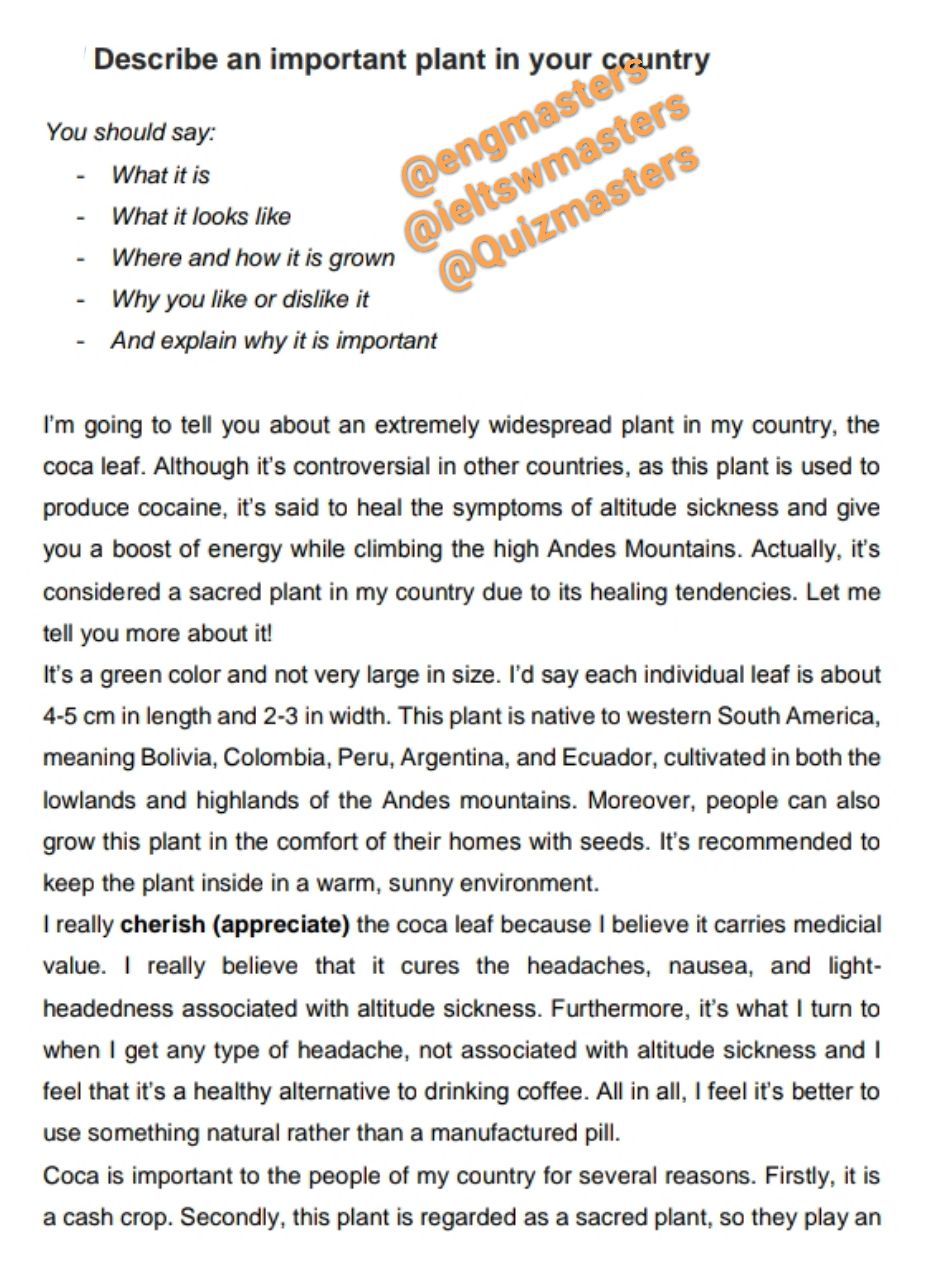 Describe an important plant in your country
@engmasters
@ieltswmasters
@Quizmasters
You should say:
- What it is
- What it looks like
- Where and how it is grown
- Why you like or dislike it
- And explain why it is important
I'm going to tell you about an extremely widespread plant in my country, the
coca leaf. Although it's controversial in other countries, as this plant is used to
produce cocaine, it's said to heal the symptoms of altitude sickness and give
you a boost of energy while climbing the high Andes Mountains. Actually, it's
considered a sacred plant in my country due to its healing tendencies. Let me
tell you more about it!
It's a green color and not very large in size. I'd say each individual leaf is about
4-5 cm in length and 2-3 in width. This plant is native to western South America,
meaning Bolivia, Colombia, Peru, Argentina, and Ecuador, cultivated in both the
lowlands and highlands of the Andes mountains. Moreover, people can also
grow this plant in the comfort of their homes with seeds. It's recommended to
keep the plant inside in a warm, sunny environment.
I really cherish (appreciate) the coca leaf because I believe it carries medicial
value. I really believe that it cures the headaches, nausea, and light-
headedness associated with altitude sickness. Furthermore, it's what I turn to
when I get any type of headache, not associated with altitude sickness and I
feel that it's a healthy alternative to drinking coffee. All in all, I feel it's better to
use something natural rather than a manufactured pill.
Coca is important to the people of my country for several reasons. Firstly, it is
a cash crop. Secondly, this plant is regarded as a sacred plant, so they play an